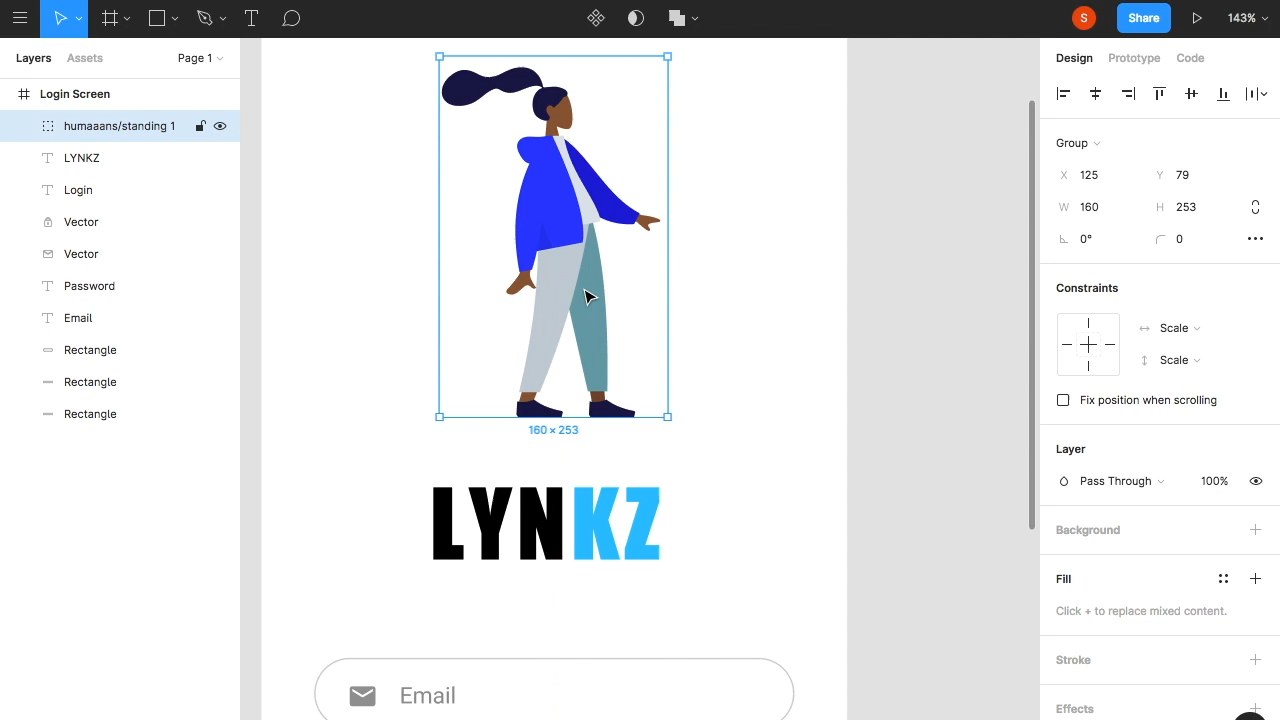 S
Share
143%
Layers
Assets
Page 1
Design
Prototype
Code
Login Screen
humaaans/standing 1
LYNKZ
Login
Vector
Vector
Password
Email
Rectangle
Rectangle
Rectangle
160 × 253
LYNKZ
Email
Group
X 125
Y 79
W 160
H 253
0°
0
Constraints
Scale
Scale
Fix position when scrolling
Layer
Pass Through
100%
Background
Fill
Click + to replace mixed content.
Stroke
Effects